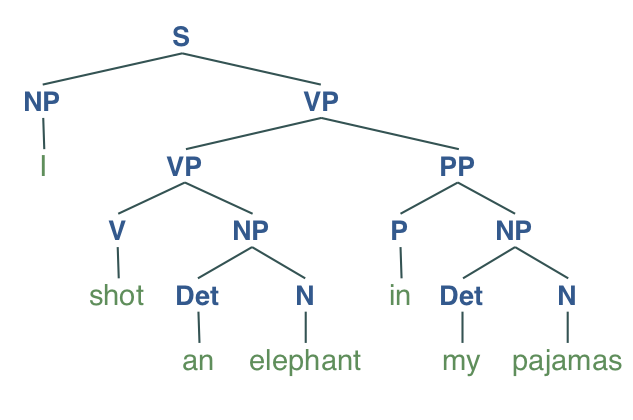 S
NP VP
I VP PP
V NP P NP
shot Det N in Det N
an elephant my pajamas